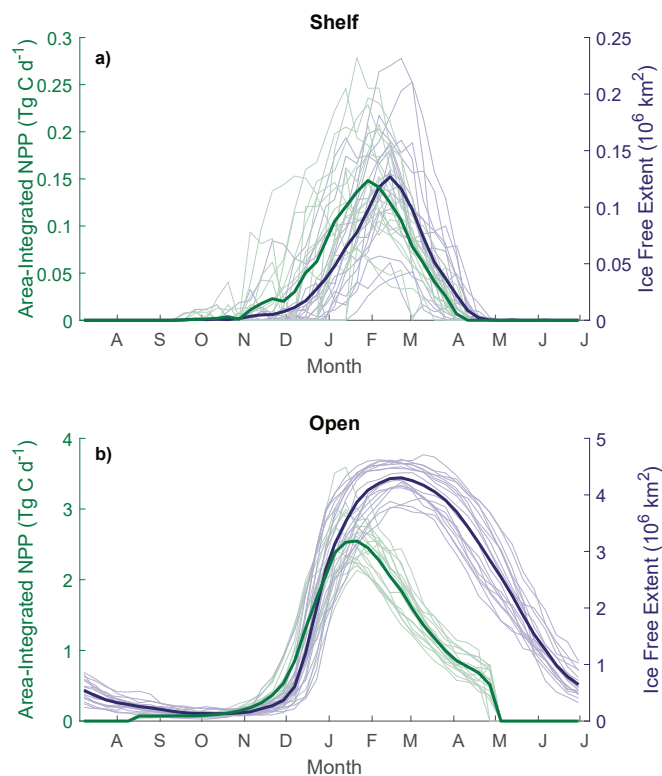 Shelf
a)
0.3
0.25
0.2
0.15
0.1
0.05
0
Area-Integrated NPP (Tg C d⁻¹)
0.25
0.2
0.15
0.1
0.05
0
Ice Free Extent (10⁶ km²)
A S O N D J F M A M J J
Month
Open
b)
4
3
2
1
0
Area-Integrated NPP (Tg C d⁻¹)
5
4
3
2
1
0
Ice Free Extent (10⁶ km²)
A S O N D J F M A M J J
Month